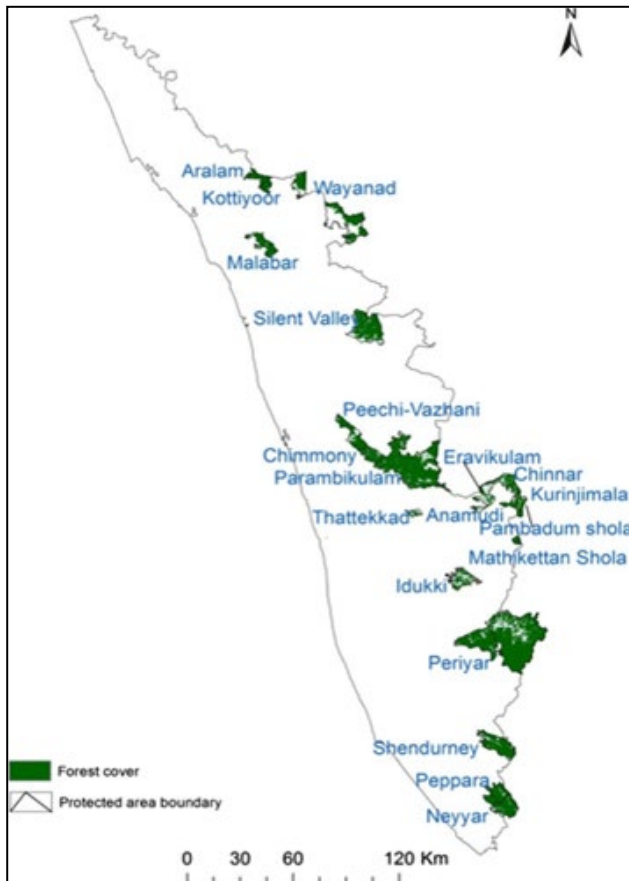 N
Aralam
Kottiyoor
Wayanad
Malabar
Silent Valley
Peechi-Vazhani
Chimmony
Eravikulam
Chinnar
Parambikulam
Kurinjimala
Thattekkad
Anamudi
Pambadum shola
Mathikettan Shola
Idukki
Periyar
Shendurney
Peppara
Neyyar
Forest cover
Protected area boundary
0 30 60 120 Km